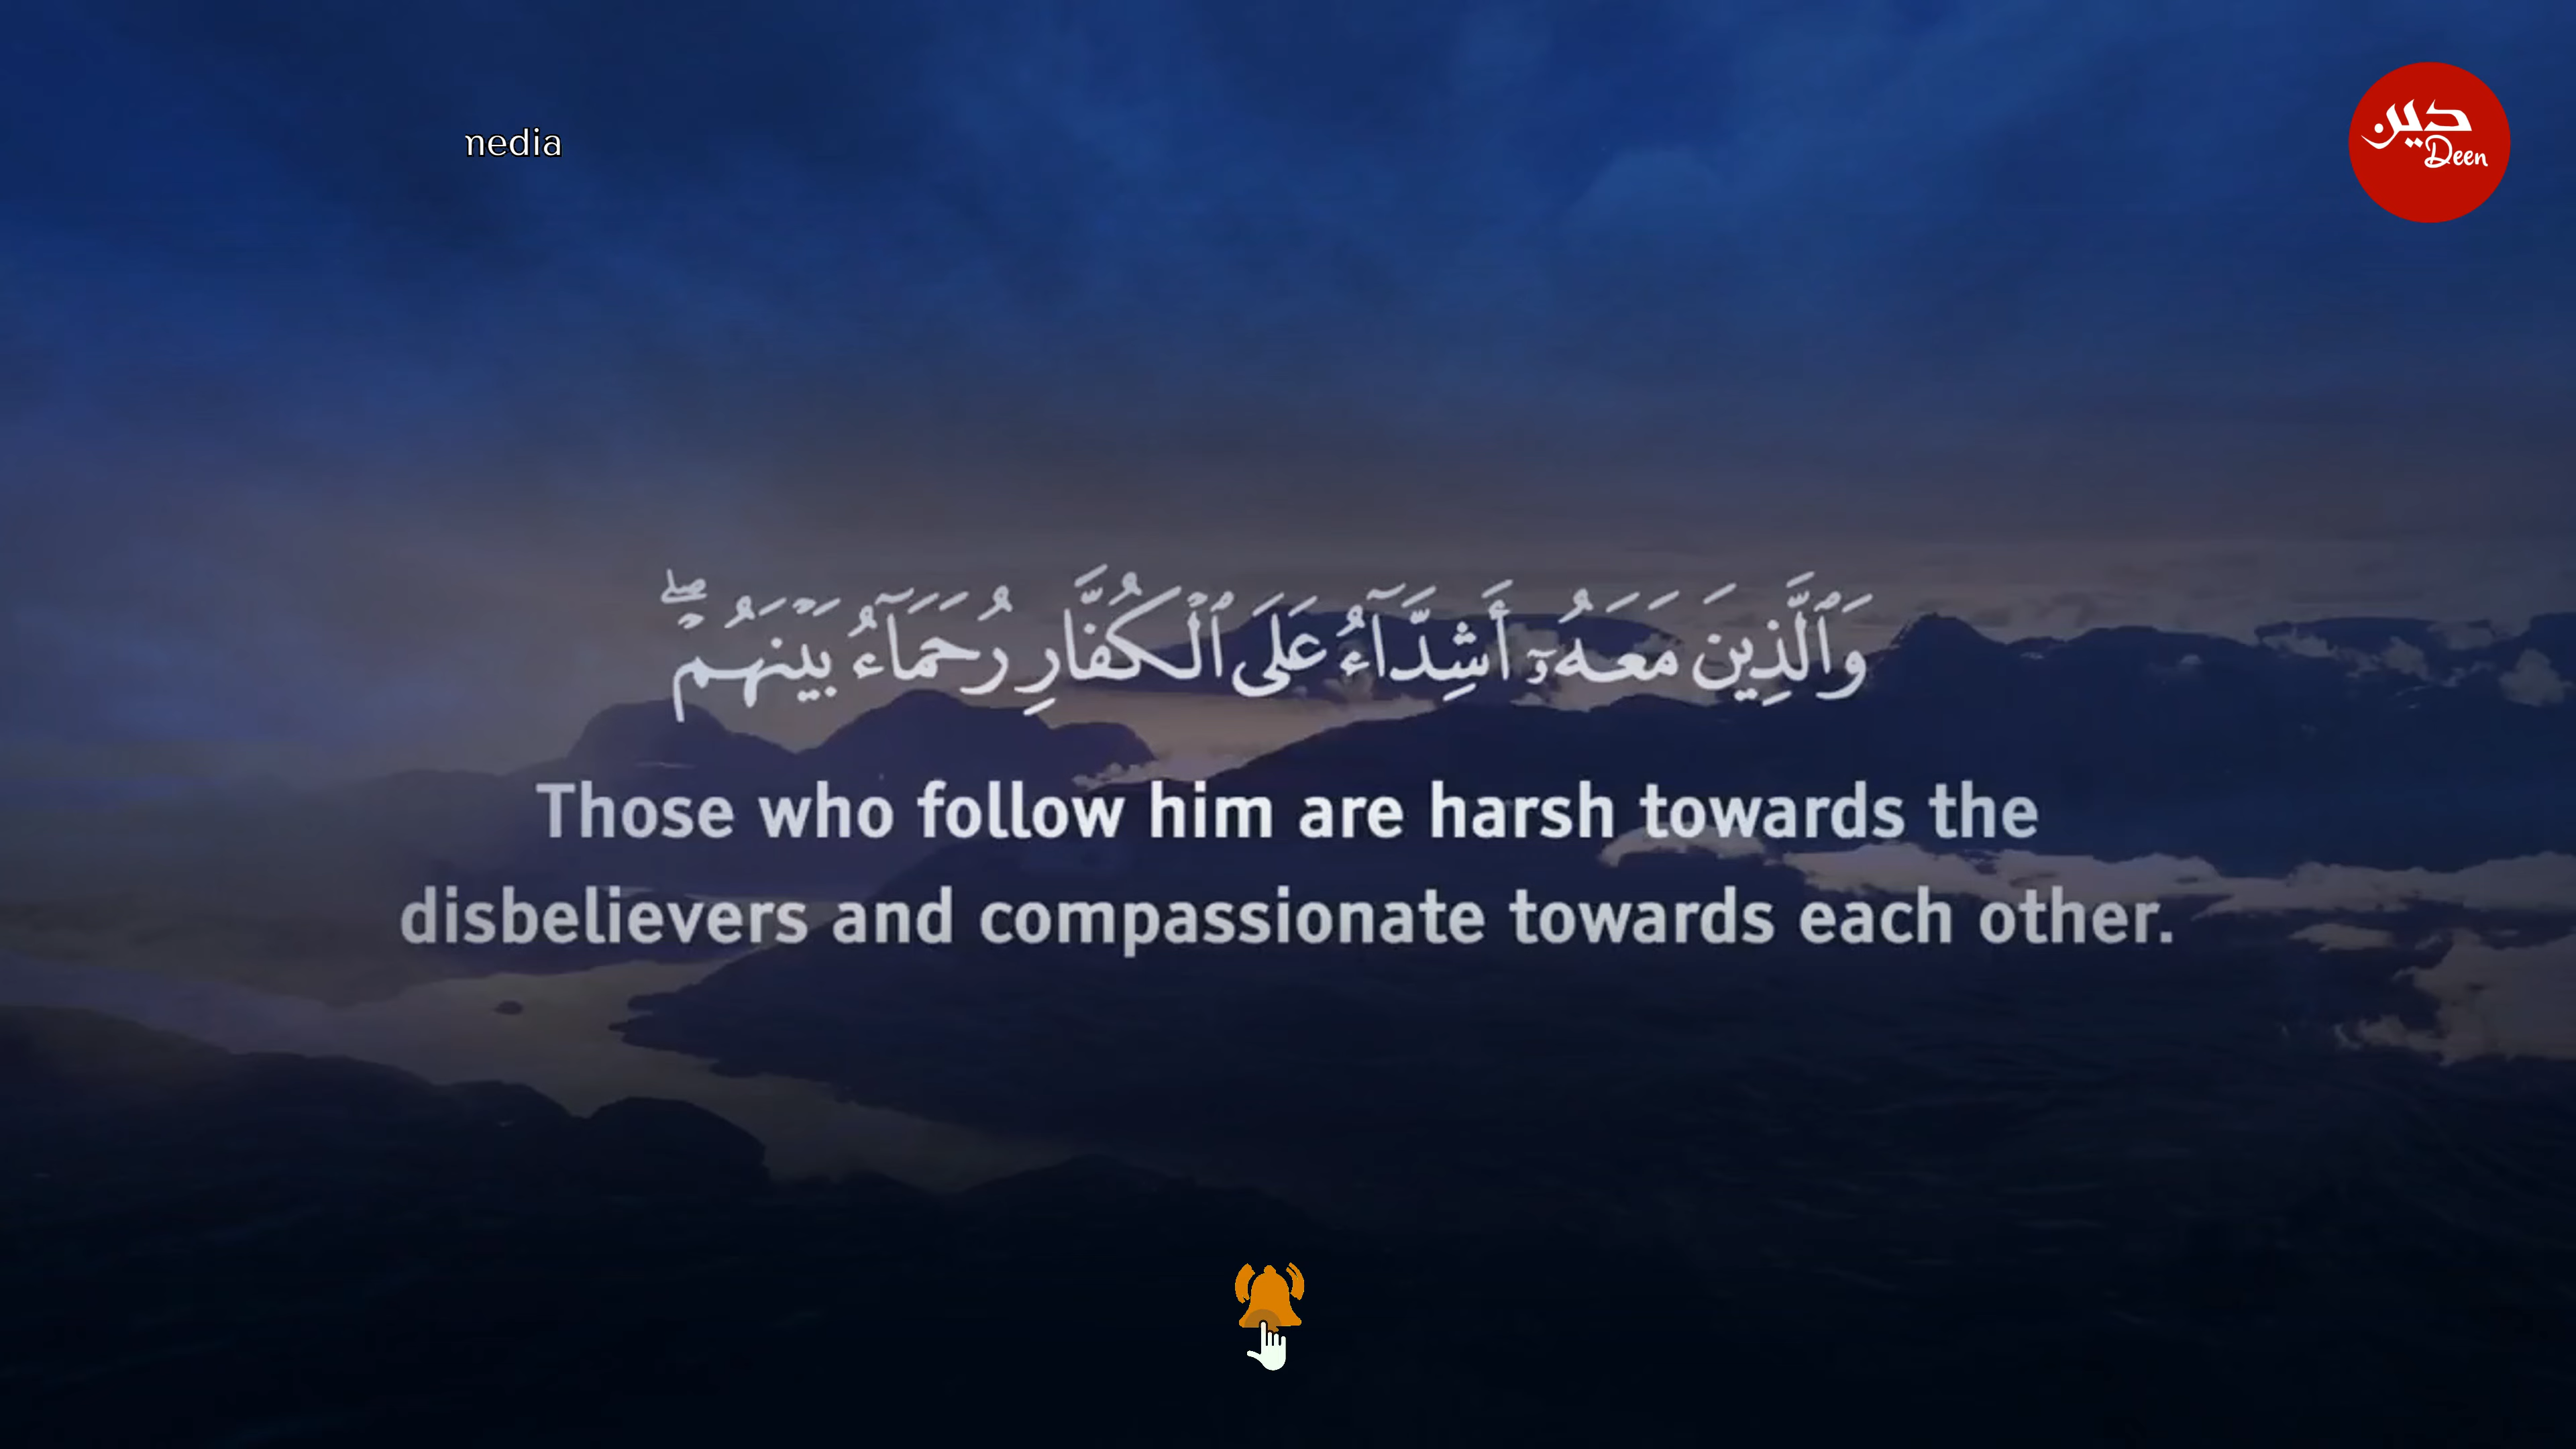 nedia
دين
Deen
وَٱلَّذِينَ مَعَهُۥٓ أَشِدَّآءُ عَلَى ٱلْكُفَّارِ رُحَمَآءُ بَيْنَهُمْ ۖ
Those who follow him are harsh towards the
disbelievers and compassionate towards each other.